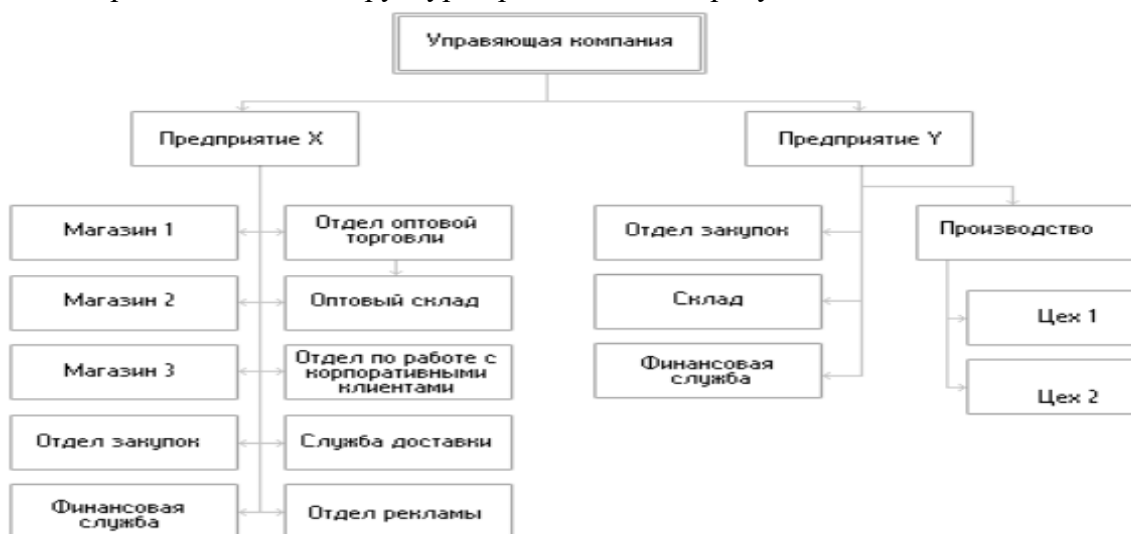 Управяющая компания
Предприятие X
Предприятие Y
Магазин 1
Отдел оптовой
торговли
Отдел закупок
Производство
Магазин 2
Оптовый склад
Склад
Цех 1
Магазин 3
Отдел по работе с
корпоративными
клиентами
Финансовая
служба
Цех 2
Отдел закупок
Служба доставки
Финансовая
служба
Отдел рекламы